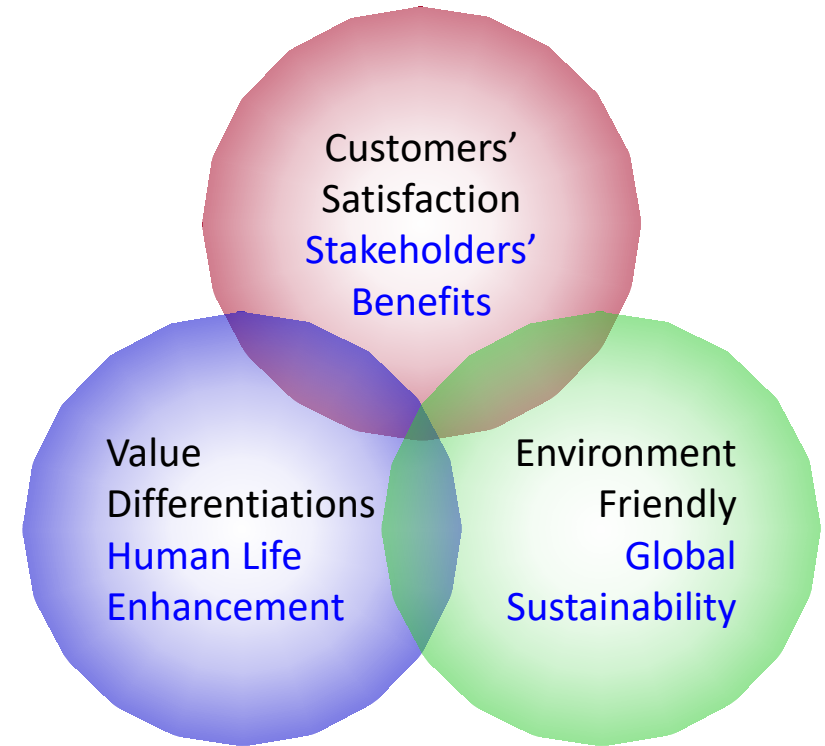 Customers’
Satisfaction
Stakeholders’
Benefits
Value
Differentiations
Human Life
Enhancement
Environment
Friendly
Global
Sustainability